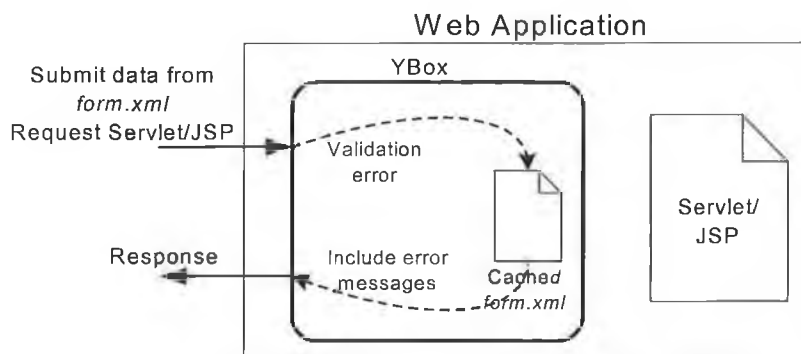 Web Application
YBox
Submit data from
form.xml
Request Servlet/JSP
Validation
error
Servlet/
JSP
Response
Include error
messages
Cached
form.xml